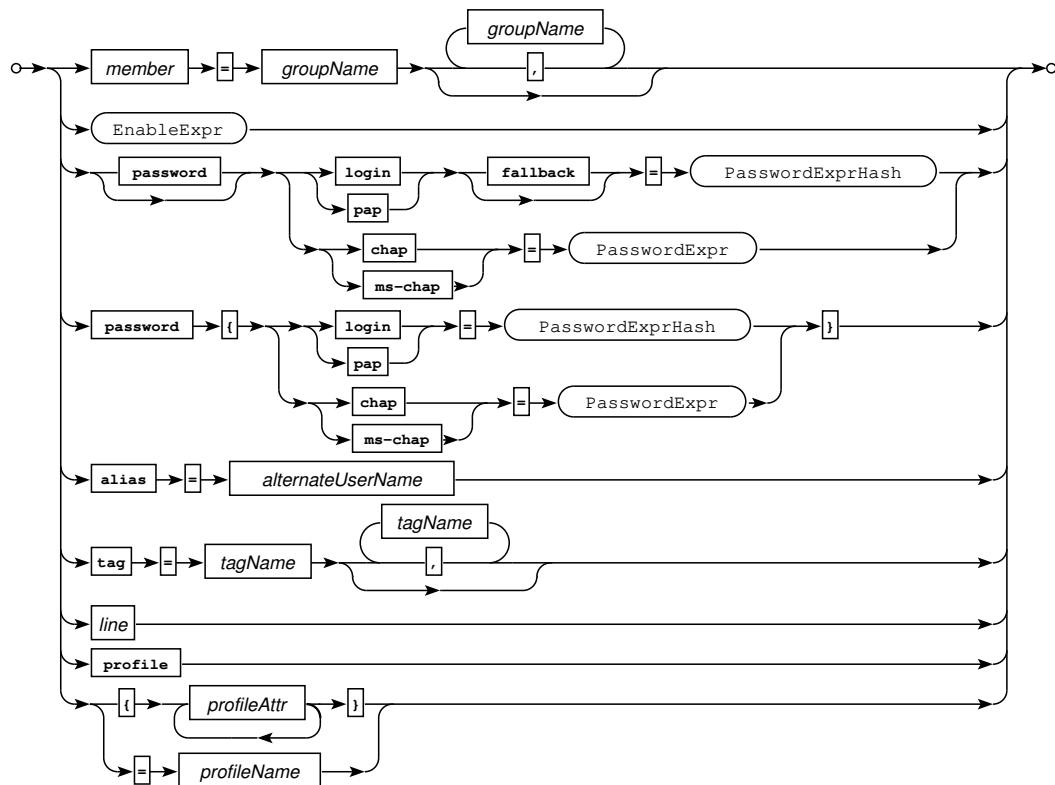 groupName
member = groupName ,
EnableExpr
password login fallback = PasswordExprHash
pap
chap = PasswordExpr
ms-chap
password { login = PasswordExprHash }
pap
chap = PasswordExpr
ms-chap
alias = alternateUserName
tagName
tag = tagName ,
line
profile
{ profileAttr }
= profileName